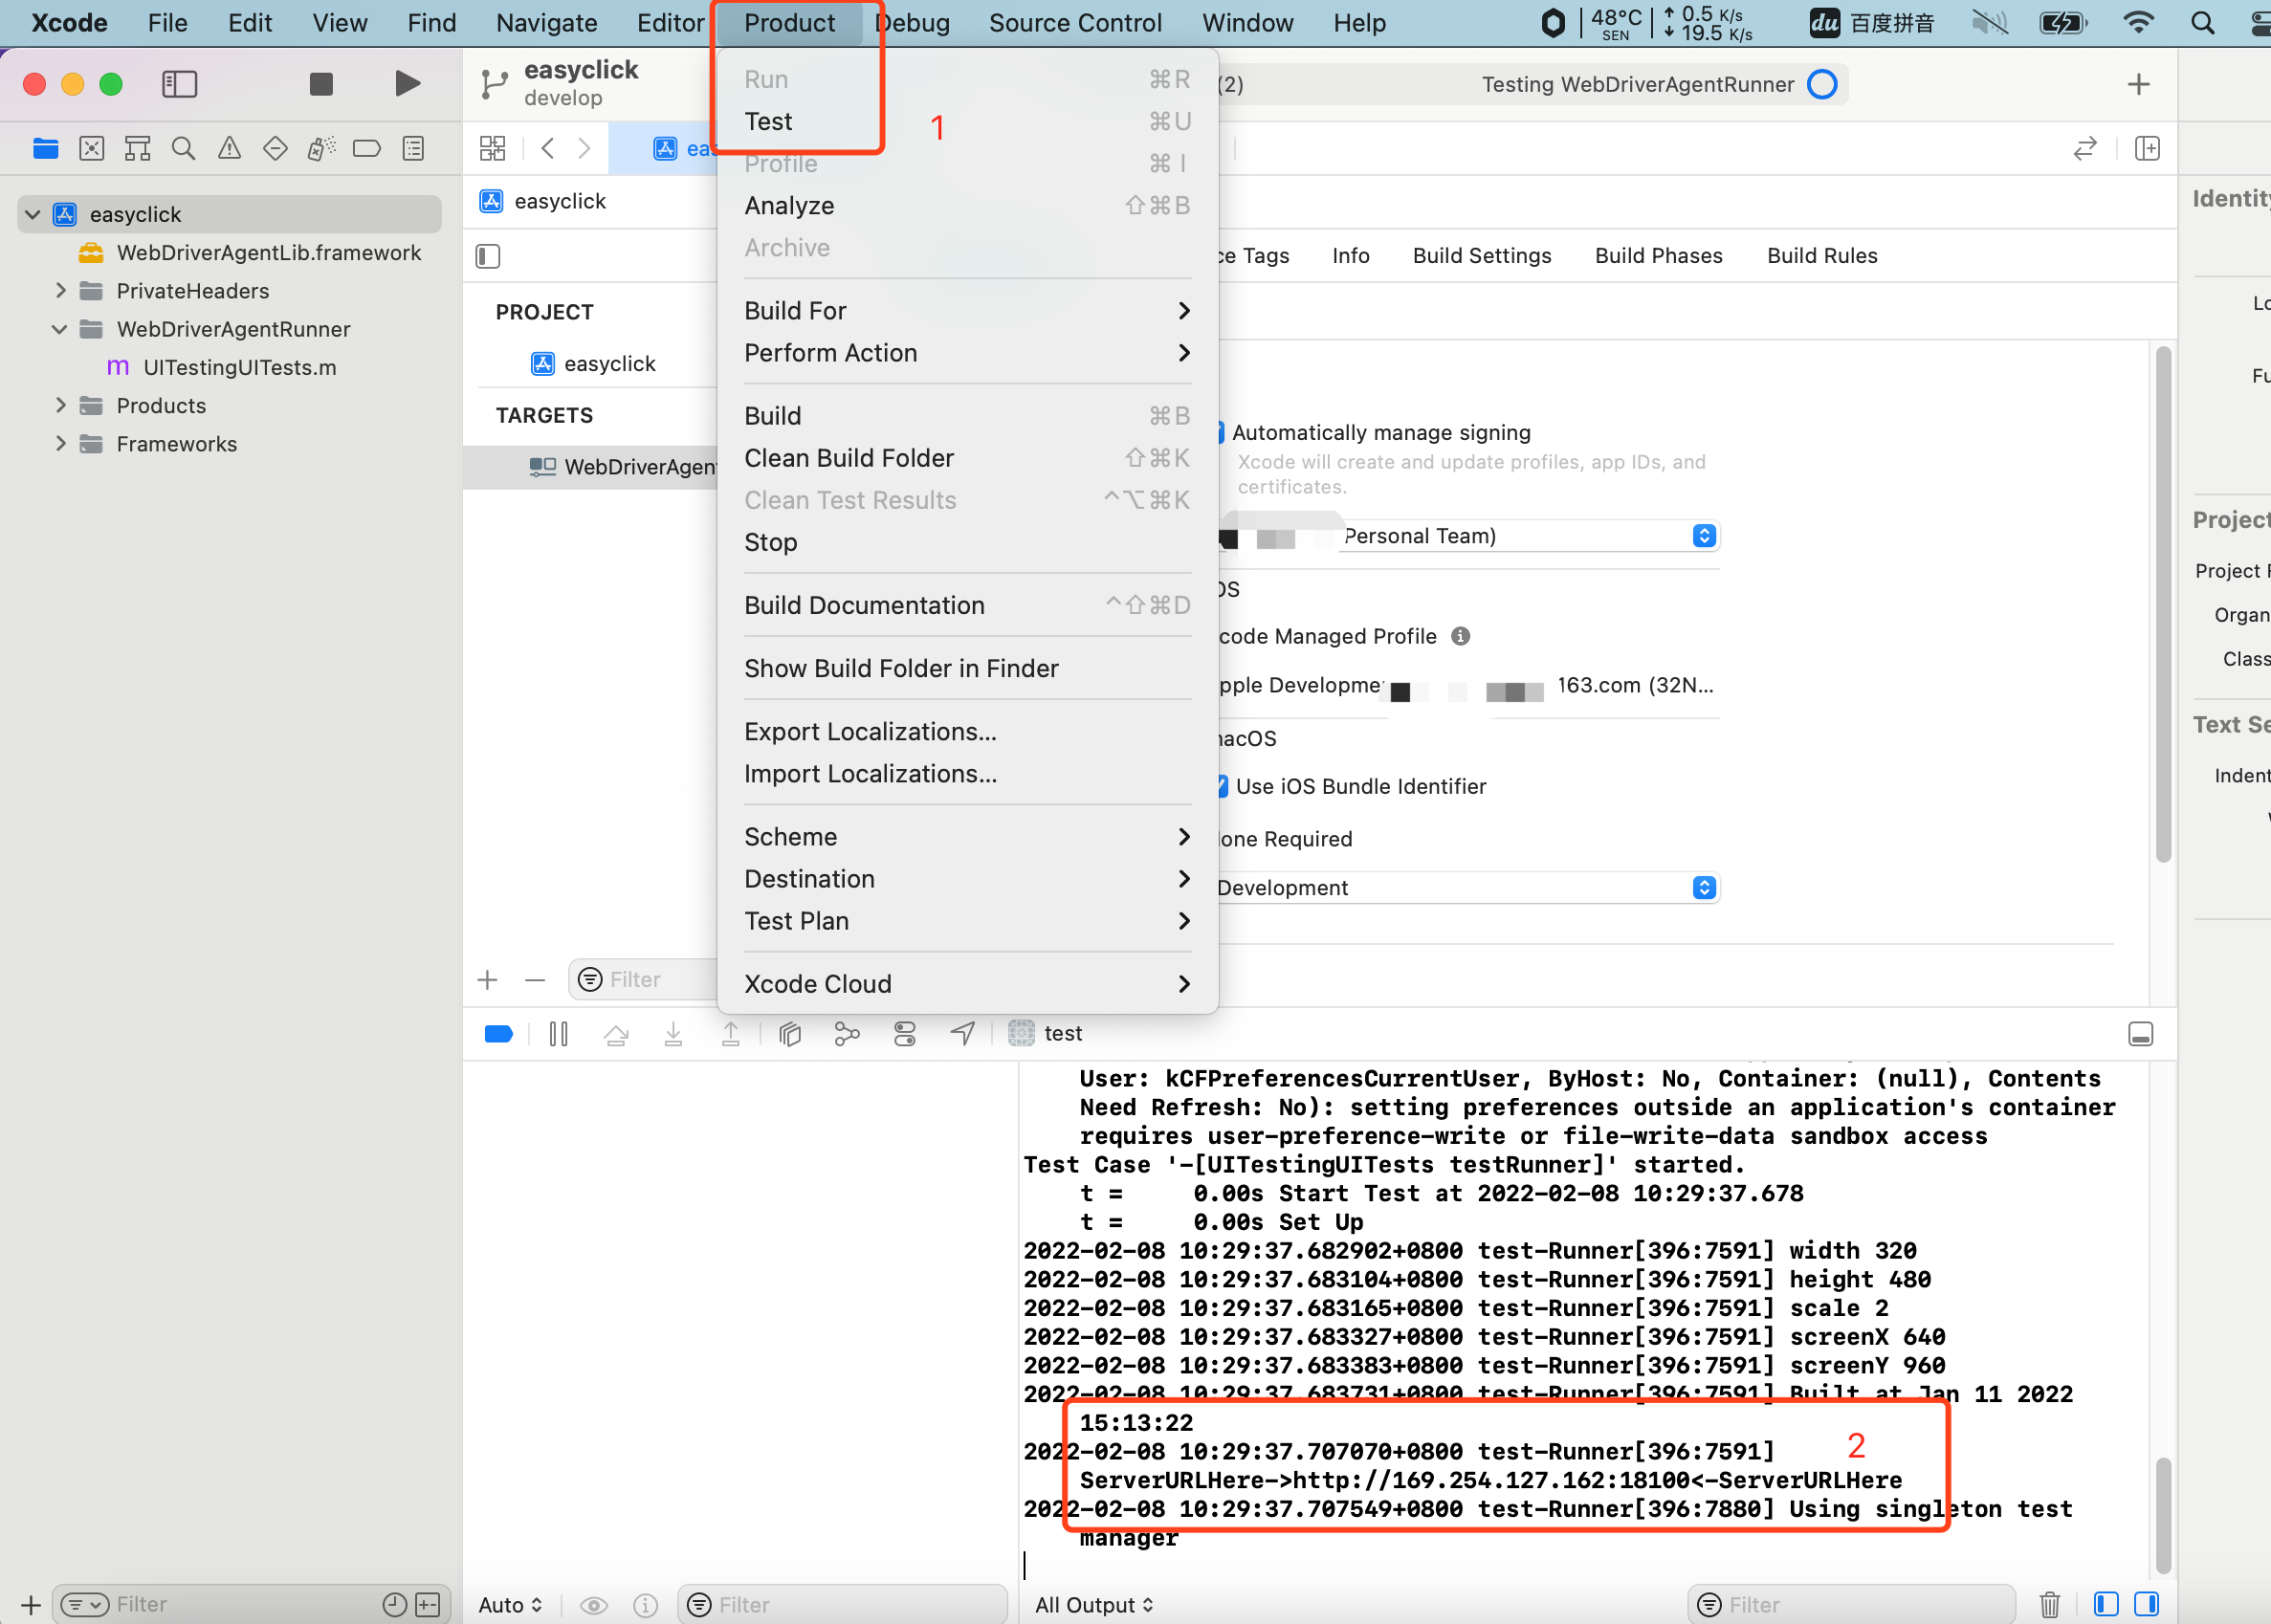 Xcode File Edit View Find Navigate Editor Product Debug Source Control Window Help 48°C SEN 0.5 K/s 19.5 K/s du 百度拼音
easyclick
develop
(2)
Testing WebDriverAgentRunner
Run ⌘R
Test ⌘U
1
Profile ⌘I
Analyze ⇧⌘B
Archive
Build For
Perform Action
Build ⌘B
Clean Build Folder ⇧⌘K
Clean Test Results ^⌥⌘K
Stop
Build Documentation ^⇧⌘D
Show Build Folder in Finder
Export Localizations...
Import Localizations...
Scheme
Destination
Test Plan
Xcode Cloud
easyclick
WebDriverAgentLib.framework
PrivateHeaders
WebDriverAgentRunner
m UITestingUITests.m
Products
Frameworks
easyclick
PROJECT
easyclick
TARGETS
WebDriverAgent
Filter
ce Tags Info Build Settings Build Phases Build Rules
Automatically manage signing
Xcode will create and update profiles, app IDs, and
certificates.
Personal Team)
OS
code Managed Profile
pple Developme 163.com (32N...
macOS
Use iOS Bundle Identifier
None Required
Development
Identity
Lo
Fu
Project
Project F
Organ
Class
Text Se
Indent
test
User: kCFPreferencesCurrentUser, ByHost: No, Container: (null), Contents
Need Refresh: No): setting preferences outside an application's container
requires user-preference-write or file-write-data sandbox access
Test Case '-[UITestingUITests testRunner]' started.
t = 0.00s Start Test at 2022-02-08 10:29:37.678
t = 0.00s Set Up
2022-02-08 10:29:37.682902+0800 test-Runner[396:7591] width 320
2022-02-08 10:29:37.683104+0800 test-Runner[396:7591] height 480
2022-02-08 10:29:37.683165+0800 test-Runner[396:7591] scale 2
2022-02-08 10:29:37.683327+0800 test-Runner[396:7591] screenX 640
2022-02-08 10:29:37.683383+0800 test-Runner[396:7591] screenY 960
2022-02-08 10:29:37.683731+0800 test-Runner[396:7591] Built at Jan 11 2022
15:13:22
2022-02-08 10:29:37.707070+0800 test-Runner[396:7591]
2
ServerURLHere->http://169.254.127.162:18100<-ServerURLHere
2022-02-08 10:29:37.707549+0800 test-Runner[396:7880] Using singleton test
manager
Filter
Auto
Filter
All Output
Filter